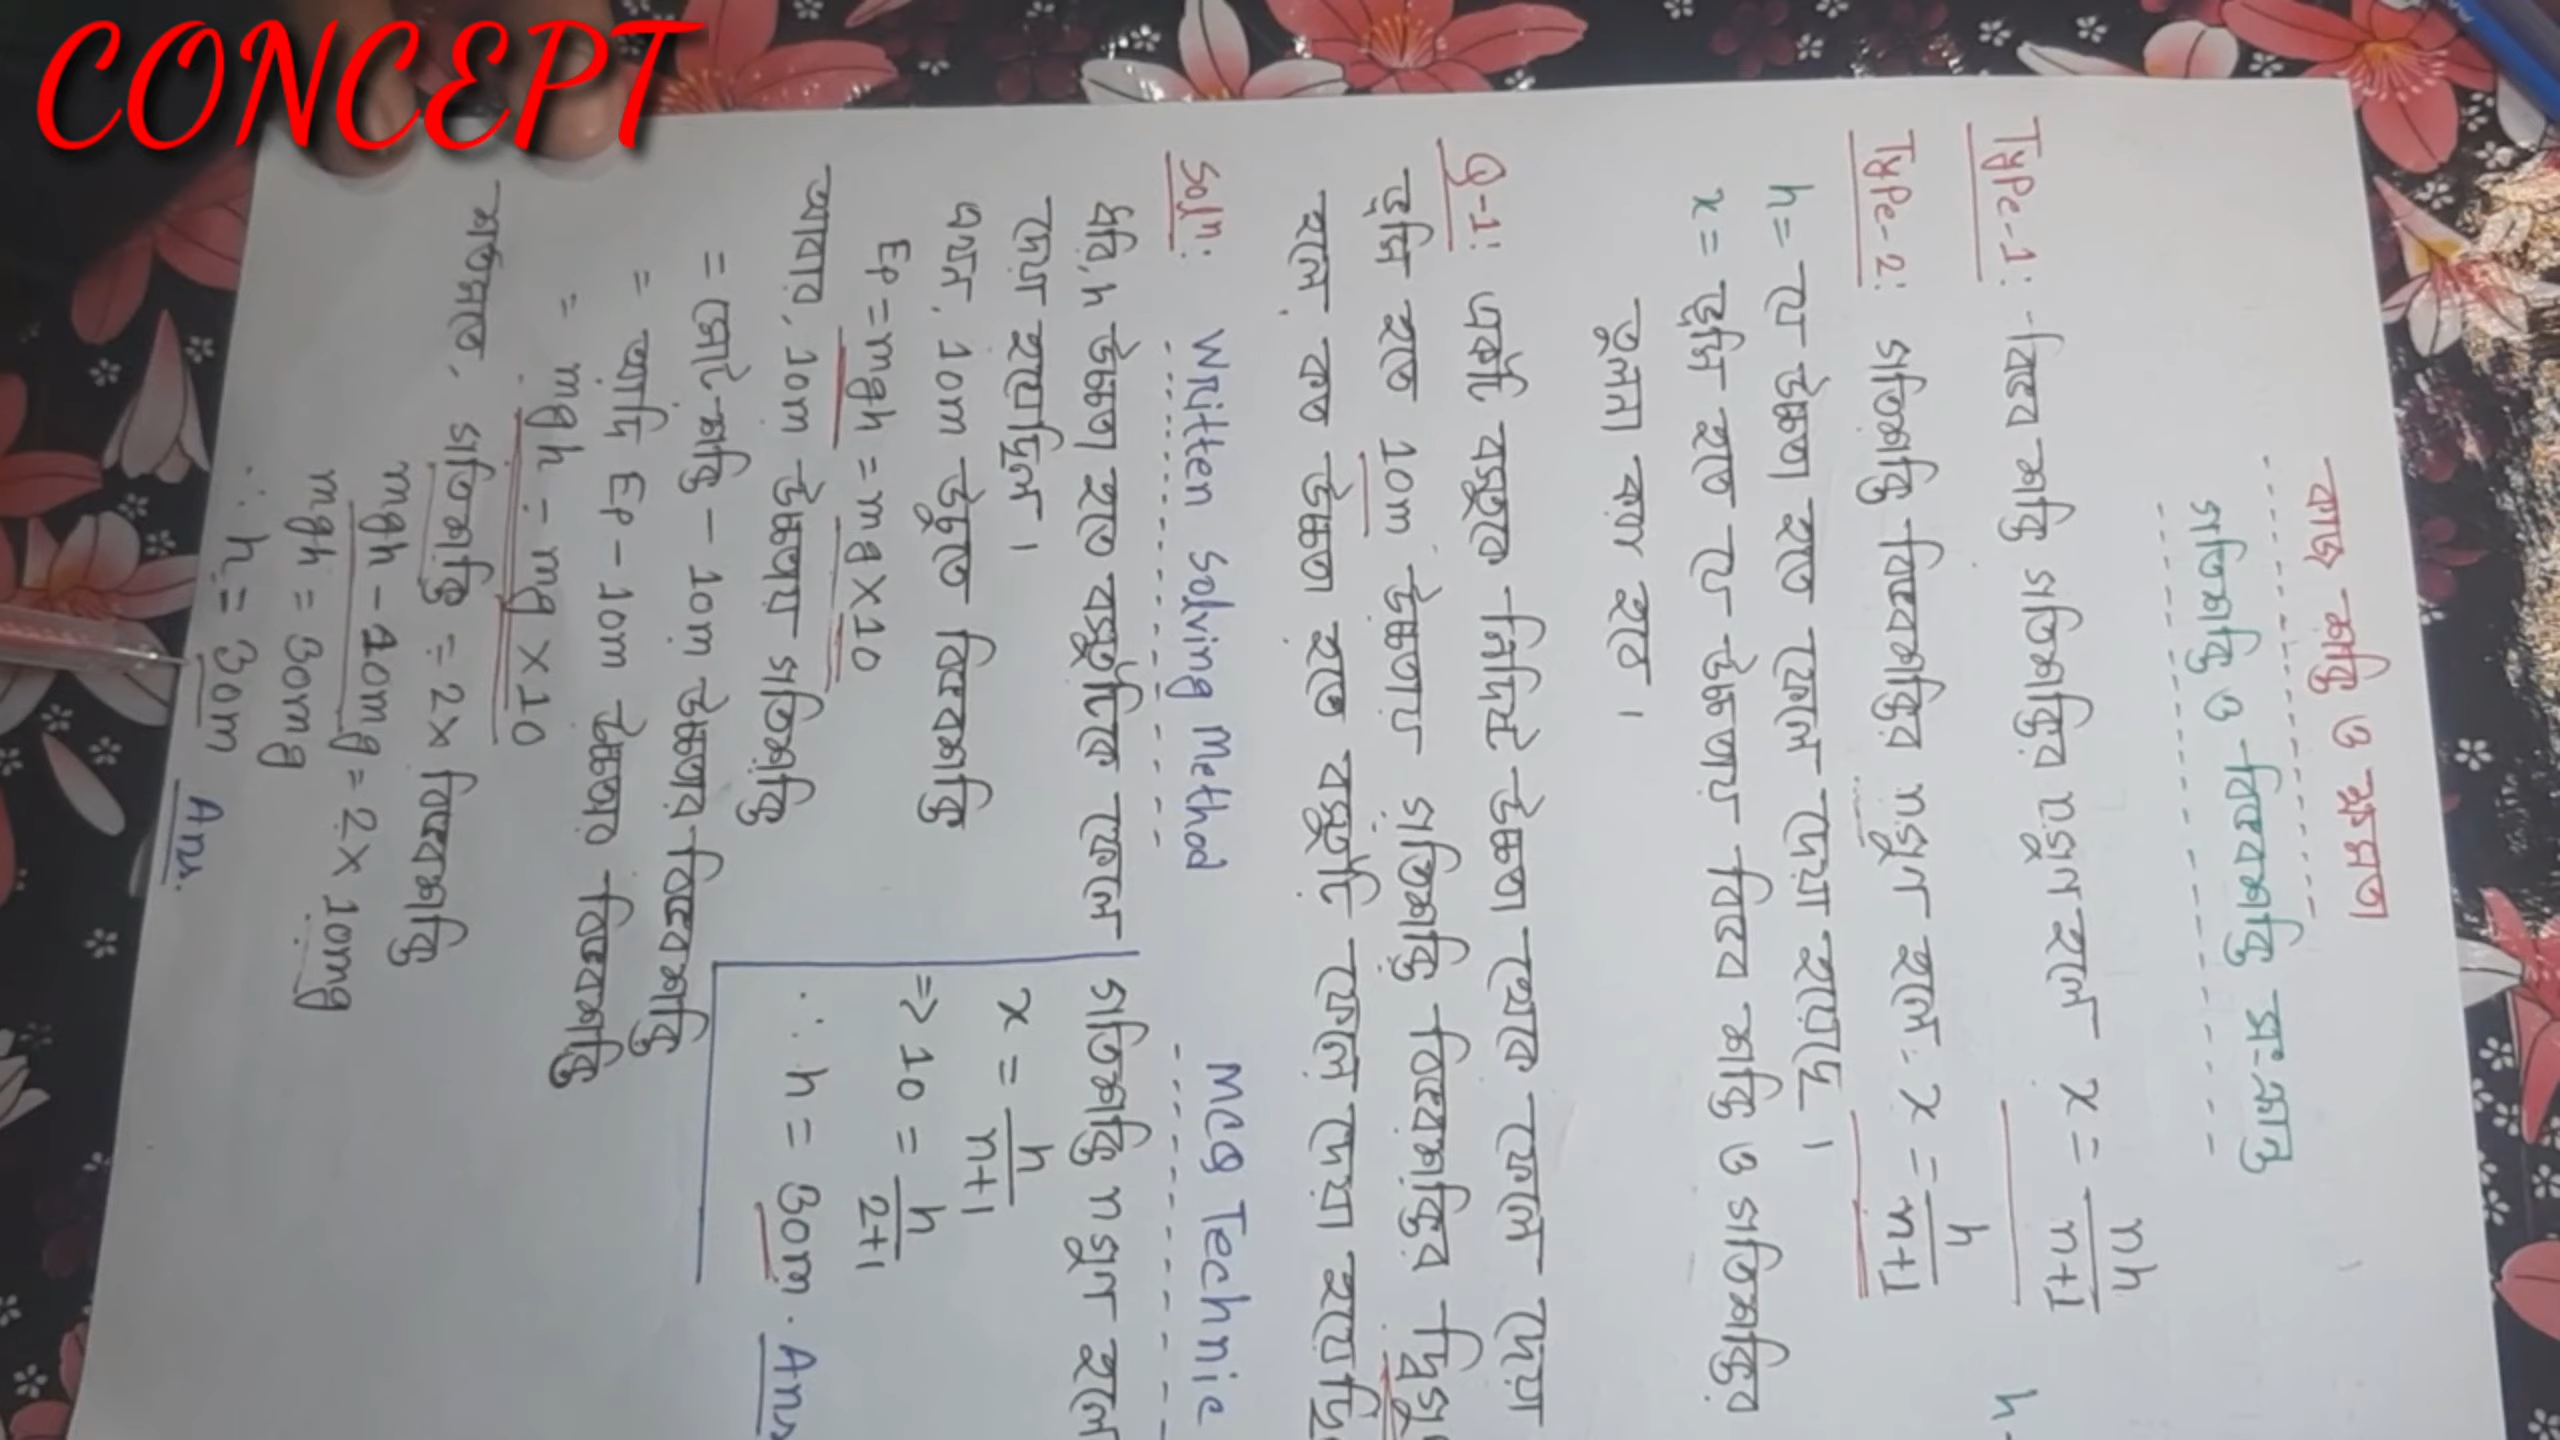 CONCEPT
কাজ শক্তি ও ক্ষমতা
গতিশক্তি ও বিভবশক্তি সংক্রান্ত
Type-1: বিভব শক্তি গতিশক্তির n গুন হলে x = nh/n+1
Type-2: গতিশক্তি বিভবশক্তির n গুন হলে: x = h/n+1
h = যে উচ্চতা হতে ফেলে দেয়া হয়েছে।
x = ভূমি হতে যে উচ্চতায় বিভব শক্তি ও গতিশক্তির
তুলনা করা হয়।
Q-1: একটি বস্তুকে নির্দিষ্ট উচ্চতা থেকে ফেলে দেয়া
ভূমি হতে 10m উচ্চতায় গতিশক্তি বিভবশক্তির দ্বিগুণ
হলে, কত উচ্চতা হতে বস্তুটি ফেলে দেয়া হয়েছি
Solⁿ: Written Solving Method
ধরি, h উচ্চতা হতে বস্তুটিকে ফেলে
দেয়া হয়েছিল।
এখন, 10m উঁচুতে বিভবশক্তি
Ep = mgh = mg×10
আবার, 10m উচ্চতায় গতিশক্তি
= মোট শক্তি - 10m উচ্চতার বিভবশক্তি
= আদি Ep - 10m উচ্চতার বিভবশক্তি
= mgh - mg×10
শর্তমতে, গতিশক্তি = 2× বিভবশক্তি
mgh - 10mg = 2×10mg
mgh = 30mg
∴ h = 30m Ans.
MCQ Technic
গতিশক্তি n গুন হলে
x = h/n+1
=> 10 = h/2+1
∴ h = 30m. Ans
h